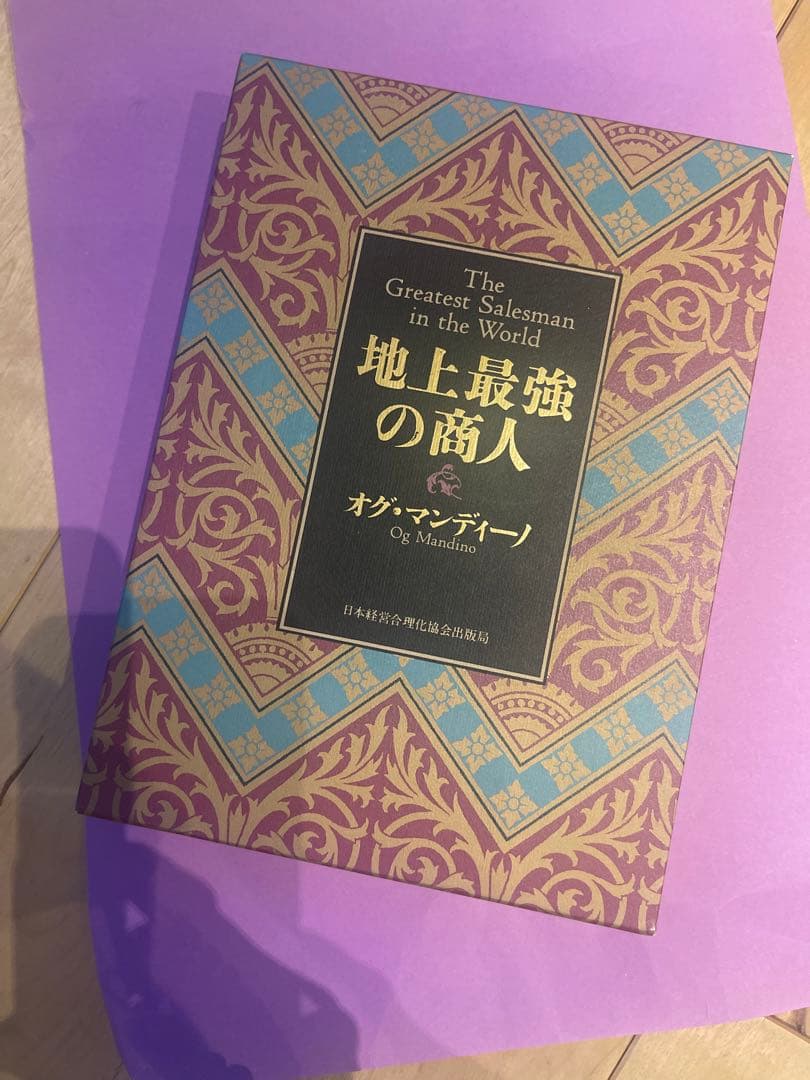 The
Greatest Salesman
in the World
地上最強
の商人
オグ・マンディーノ
Og Mandino
日本経営合理化協会出版局